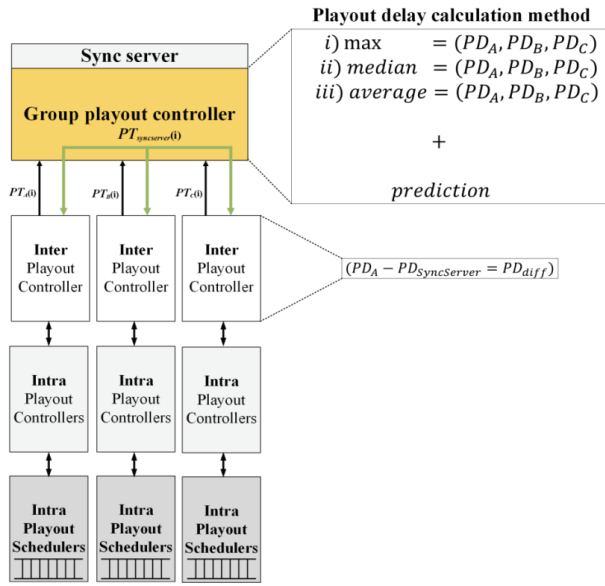 Playout delay calculation method
i) max = (PD_A, PD_B, PD_C)
ii) median = (PD_A, PD_B, PD_C)
iii) average = (PD_A, PD_B, PD_C)
+
prediction
Sync server
Group playout controller
PT_syncserver(i)
PT_A(i)
PT_B(i)
PT_C(i)
Inter
Playout
Controller
Inter
Playout
Controller
Inter
Playout
Controller
(PD_A − PD_SyncServer = PD_diff)
Intra
Playout
Controllers
Intra
Playout
Controllers
Intra
Playout
Controllers
Intra
Playout
Schedulers
Intra
Playout
Schedulers
Intra
Playout
Schedulers